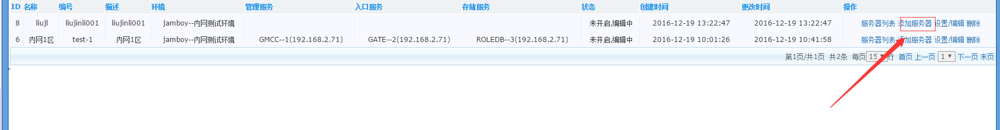 ID 名称 编号 描述 环境 管理服务 入口服务 存储服务 状态 创建时间 更改时间 操作
8 liujl liujinli001 liujinli001 jamboy--内网测试环境 未开启,编辑中 2016-12-19 13:22:47 2016-12-19 13:22:47 服务器列表 添加服务器 设置/编辑 删除
6 内网1区 test-1 内网1区 jamboy--内网测试环境 GMCC--1(192.168.2.71) GATE--2(192.168.2.71) ROLEDB--3(192.168.2.71) 未开启,编辑中 2016-12-19 10:01:26 2016-12-19 10:41:58 服务器列表 添加服务器 设置/编辑 删除
第1页/共1页 共2条 每页 15 行 首页 上一页 1 下一页 末页